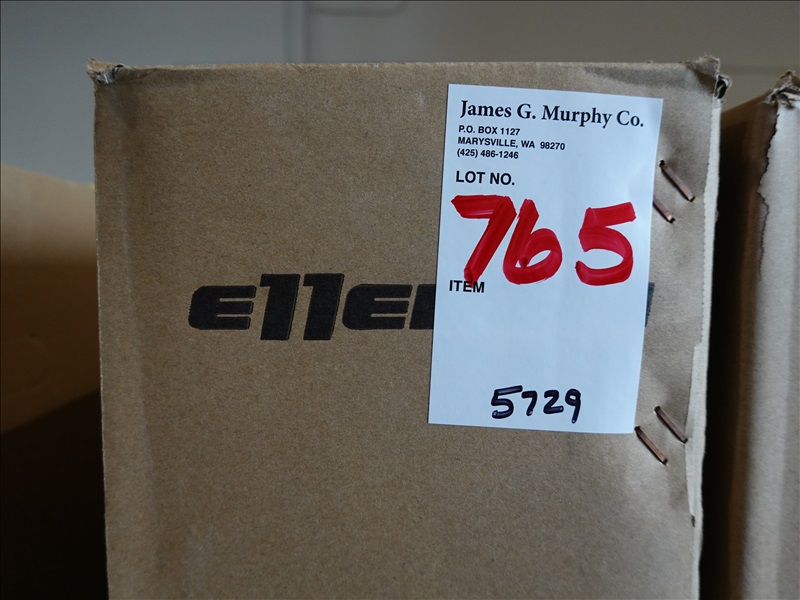 James G. Murphy Co.
P.O. BOX 1127
MARYSVILLE, WA 98270
(425) 486-1246
LOT NO.
765
ITEM
5729